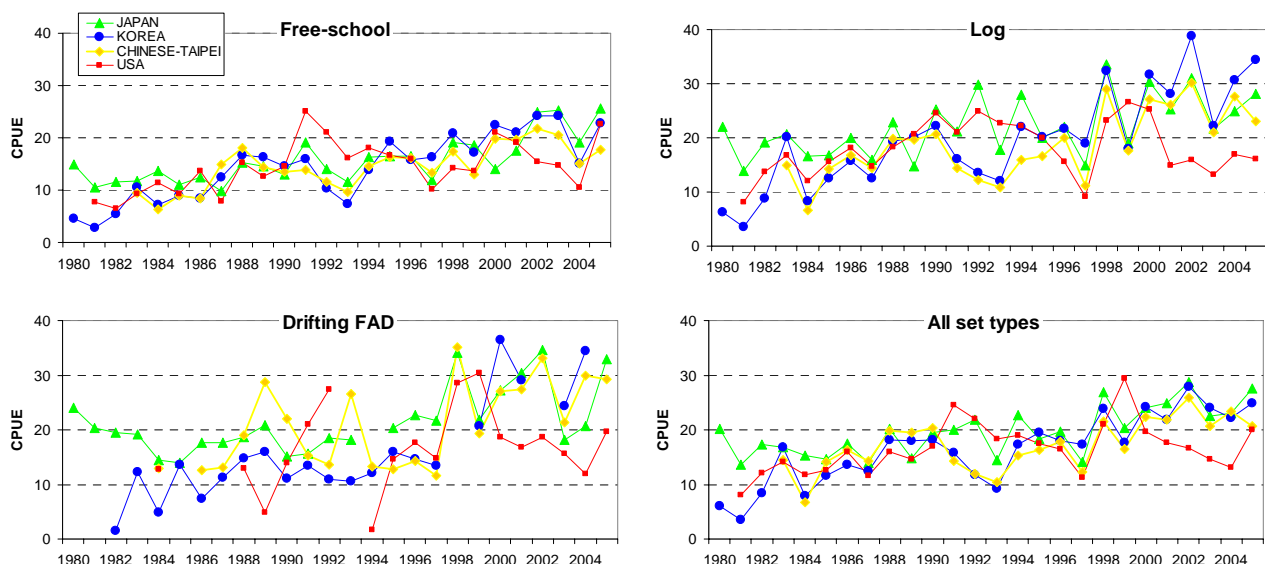 JAPAN
KOREA
CHINESE-TAIPEI
USA
Free-school
CPUE
40
30
20
10
0
1980 1982 1984 1986 1988 1990 1992 1994 1996 1998 2000 2002 2004
Log
CPUE
40
30
20
10
0
1980 1982 1984 1986 1988 1990 1992 1994 1996 1998 2000 2002 2004
Drifting FAD
CPUE
40
30
20
10
0
1980 1982 1984 1986 1988 1990 1992 1994 1996 1998 2000 2002 2004
All set types
CPUE
40
30
20
10
0
1980 1982 1984 1986 1988 1990 1992 1994 1996 1998 2000 2002 2004